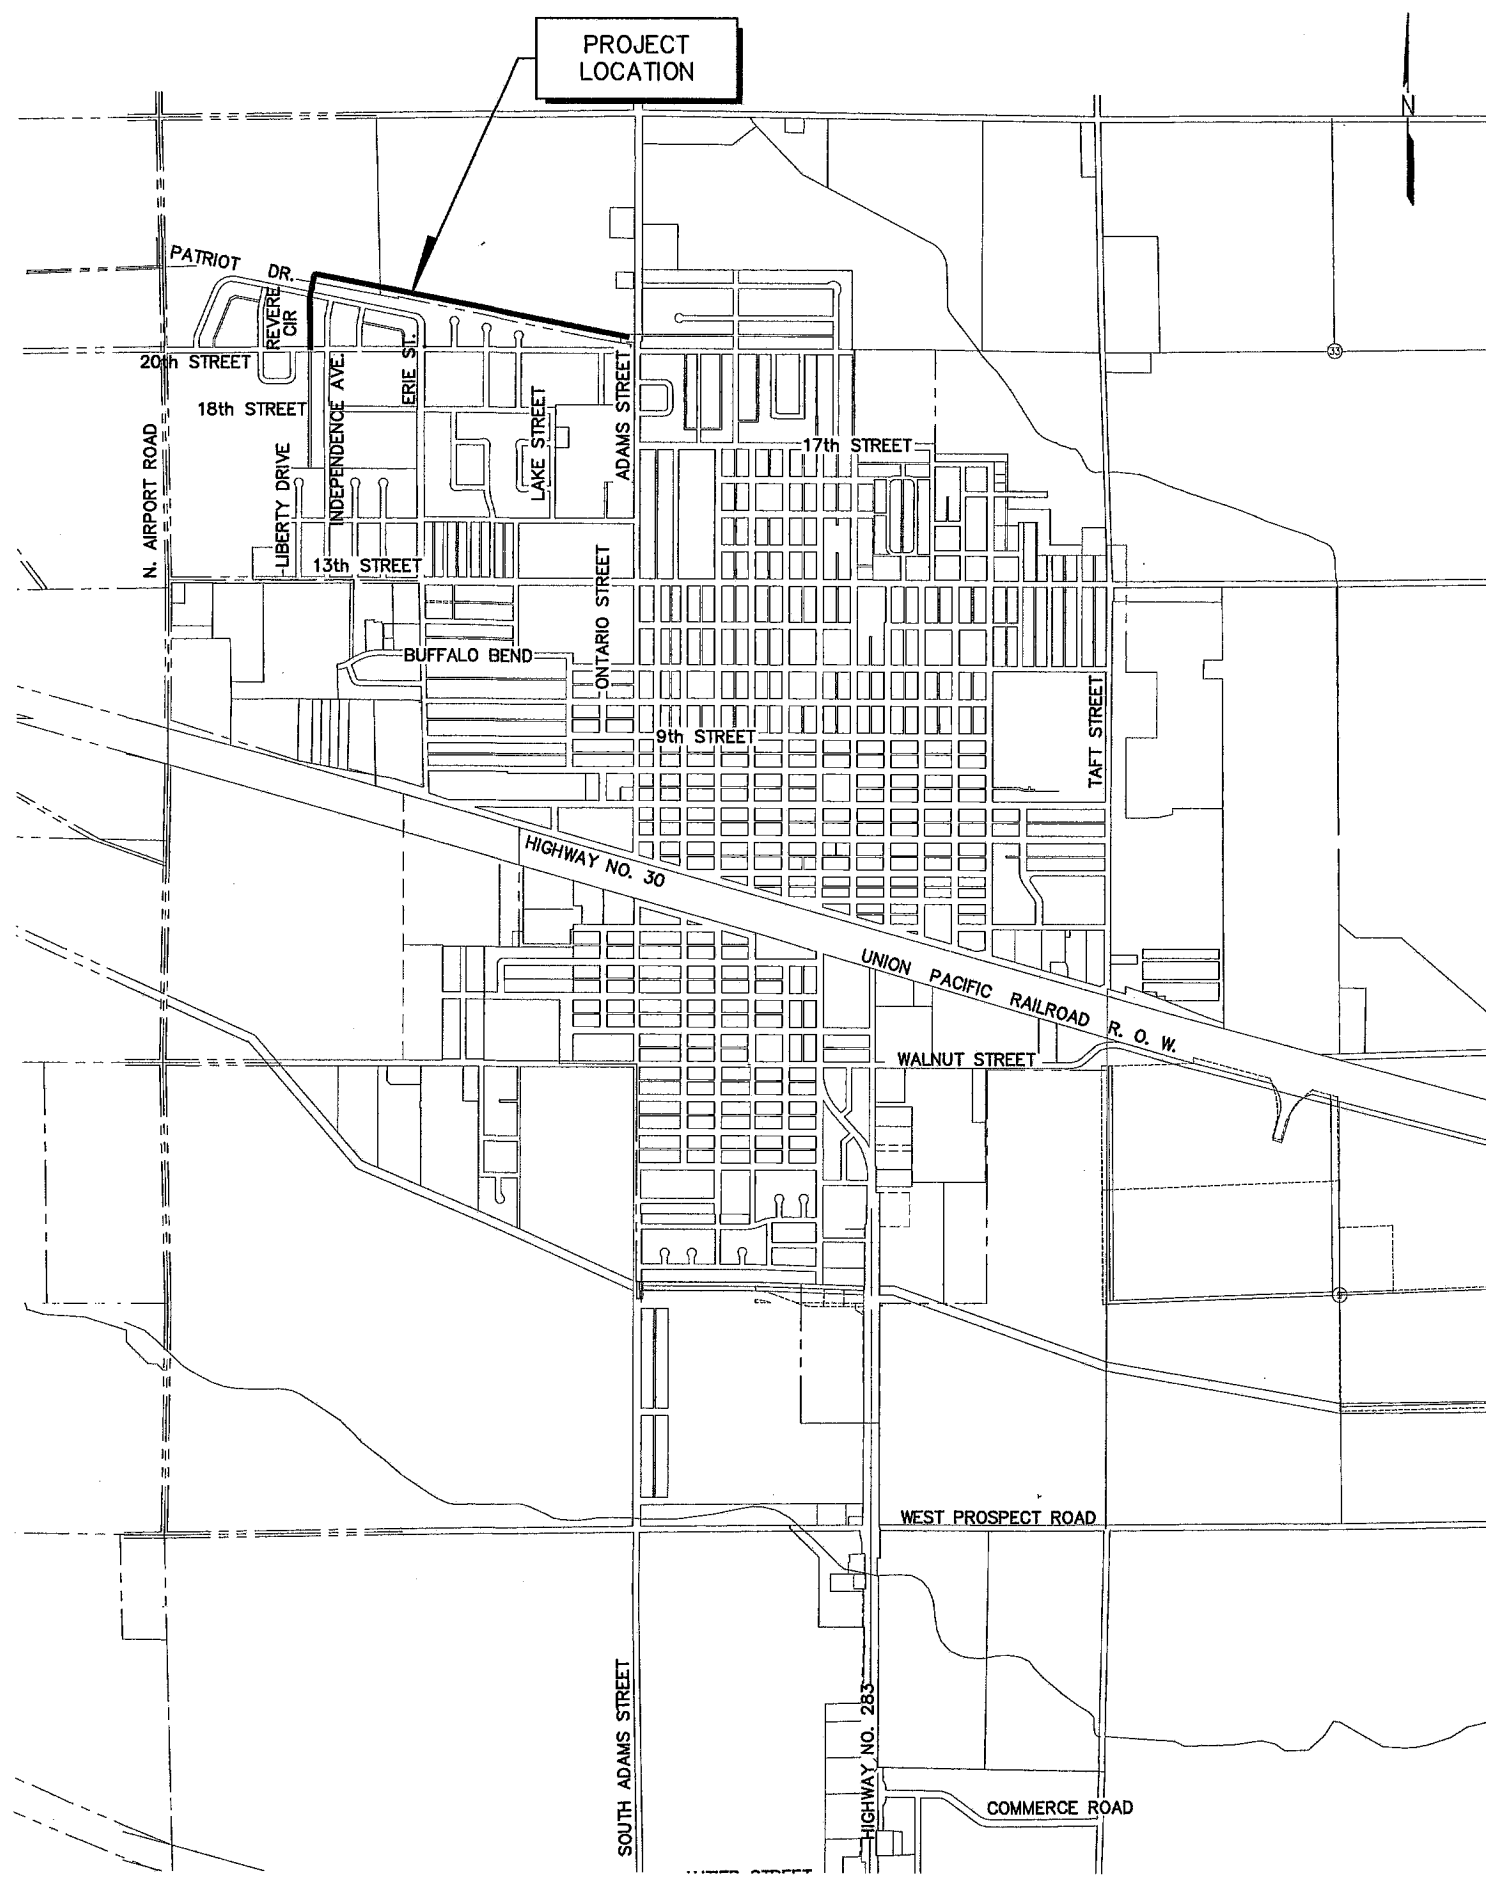 PROJECT
LOCATION
N
PATRIOT DR.
REVERE
CIR
20th STREET
ERIE ST.
33
18th STREET
INDEPENDENCE AVE.
LAKE STREET
ADAMS STREET
17th STREET
N. AIRPORT ROAD
LIBERTY DRIVE
13th STREET
ONTARIO STREET
BUFFALO BEND
TAFT STREET
9th STREET
HIGHWAY NO. 30
UNION PACIFIC RAILROAD R. O. W.
WALNUT STREET
WEST PROSPECT ROAD
SOUTH ADAMS STREET
HIGHWAY NO. 283
COMMERCE ROAD
STREET